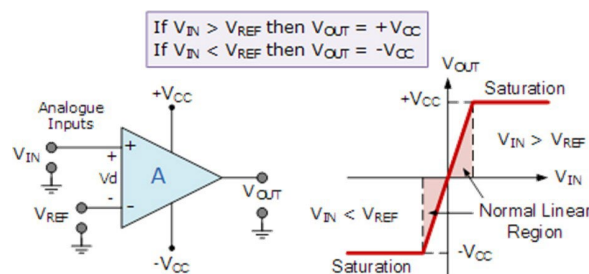 If VIN > VREF then VOUT = +VCC
If VIN < VREF then VOUT = -VCC
Analogue
Inputs
+VCC
VIN
+
+
Vd
A
-
-
VREF
VOUT
-VCC
VOUT
Saturation
+VCC
VIN > VREF
VIN
VIN < VREF
Normal Linear
Region
-VCC
Saturation